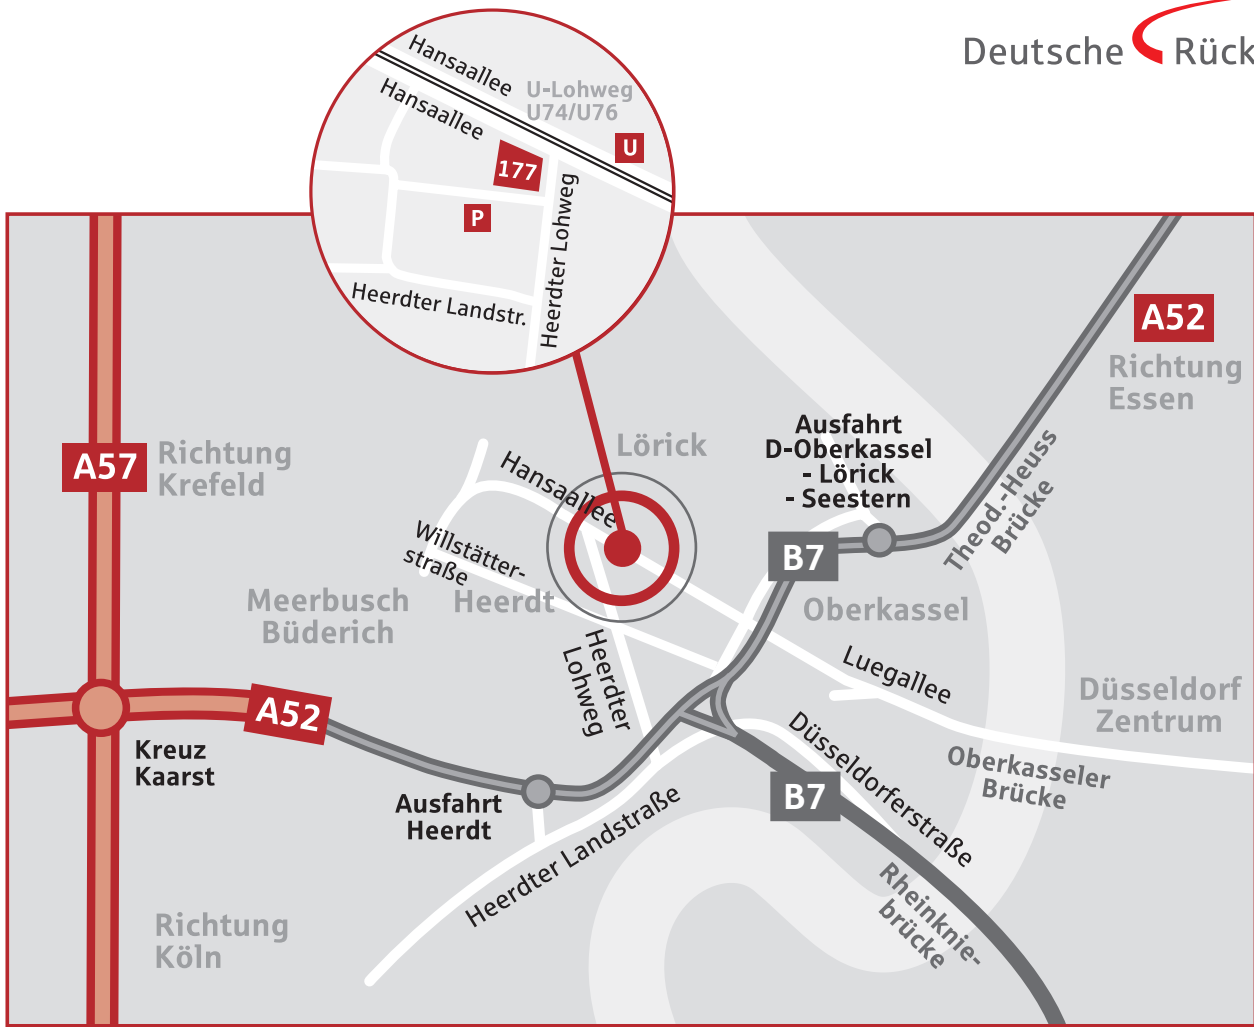 Deutsche Rück
Hansaallee
Hansaallee
U-Lohweg
U74/U76
U
177
P
Heerdter Lohweg
Heerdter Landstr.
A52
Richtung
Essen
A57
Richtung
Krefeld
Lörick
Ausfahrt
D-Oberkassel
- Lörick
- Seestern
Theod.-Heuss
Brücke
Hansaallee
Willstätter-
straße
B7
Meerbusch
Büderich
Heerdt
Oberkassel
Heerdter
Lohweg
Luegallee
Düsseldorf
Zentrum
A52
Kreuz
Kaarst
Düsseldorferstraße
Oberkasseler
Brücke
Ausfahrt
Heerdt
B7
Heerdter Landstraße
Rheinknie-
brücke
Richtung
Köln